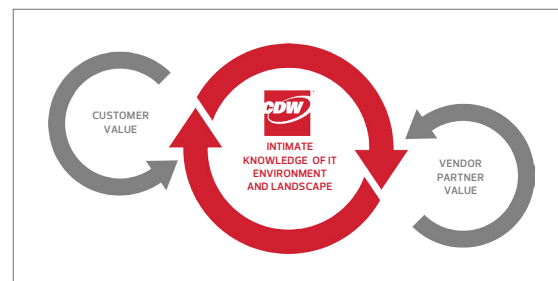 CUSTOMER
VALUE
CDW
INTIMATE
KNOWLEDGE OF IT
ENVIRONMENT
AND LANDSCAPE
VENDOR
PARTNER
VALUE